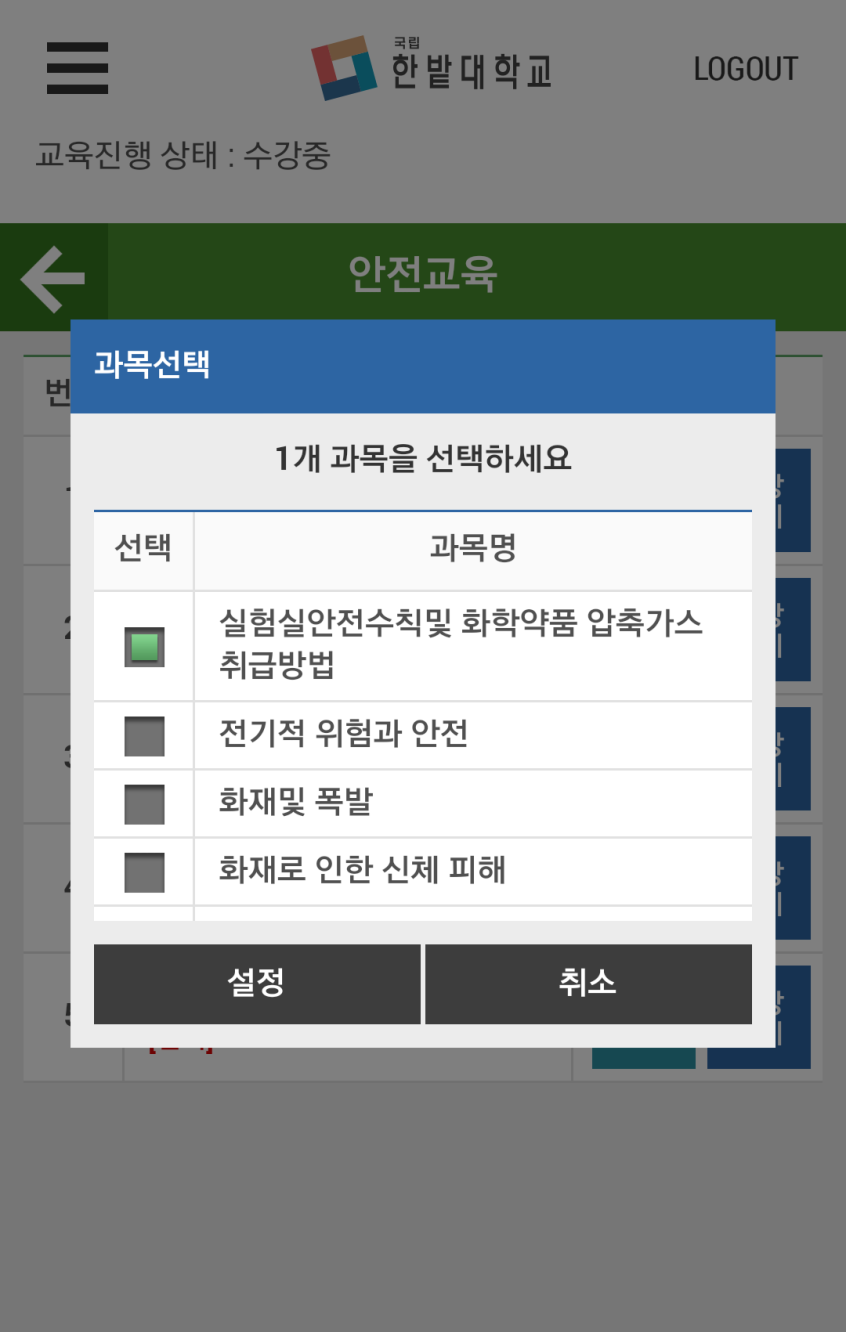 국립
한밭대학교
LOGOUT
교육진행 상태 : 수강중
안전교육
과목선택
1개 과목을 선택하세요
선택 과목명
실험실안전수칙및 화학약품 압축가스
취급방법
전기적 위험과 안전
화재및 폭발
화재로 인한 신체 피해
설정 취소